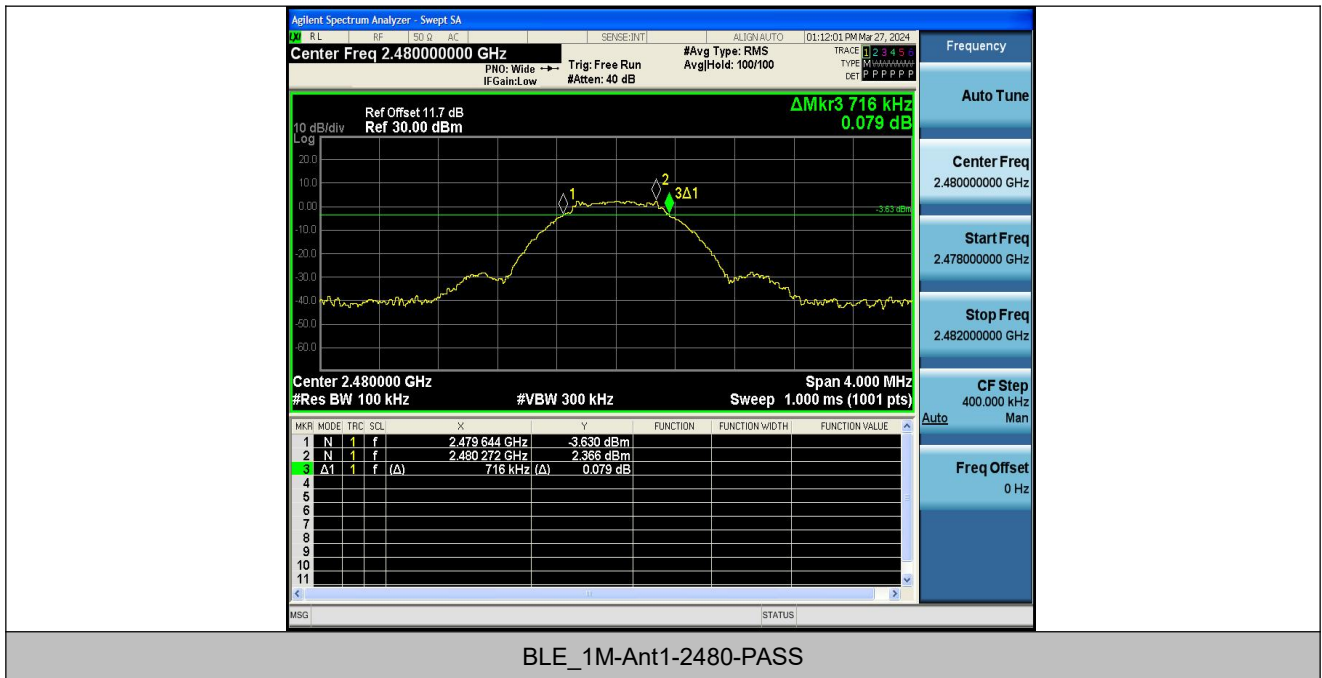 Agilent Spectrum Analyzer - Swept SA
LXI RL RF 50 Ω AC SENSE:INT ALIGNAUTO 01:12:01 PM Mar 27, 2024
Center Freq 2.480000000 GHz
#Avg Type: RMS
TRACE 1 2 3 4 5 6
PNO: Wide
Trig: Free Run
Avg|Hold: 100/100
TYPE M
IFGain:Low
#Atten: 40 dB
DET P P P P P P
Frequency
Auto Tune
Center Freq
2.480000000 GHz
Start Freq
2.478000000 GHz
Stop Freq
2.482000000 GHz
CF Step
400.000 kHz
Auto Man
Freq Offset
0 Hz
ΔMkr3 716 kHz
0.079 dB
Ref Offset 11.7 dB
10 dB/div Ref 30.00 dBm
Log
20.0
10.0
0.00
-10.0
-20.0
-30.0
-40.0
-50.0
-60.0
1
2
3Δ1
-3.63 dBm
Center 2.480000 GHz Span 4.000 MHz
#Res BW 100 kHz #VBW 300 kHz Sweep 1.000 ms (1001 pts)
MKR MODE TRC SCL X Y FUNCTION FUNCTION WIDTH FUNCTION VALUE
1 N 1 f 2.479 644 GHz -3.630 dBm
2 N 1 f 2.480 272 GHz 2.366 dBm
3 Δ1 1 f (Δ) 716 kHz (Δ) 0.079 dB
4
5
6
7
8
9
10
11
MSG STATUS
BLE_1M-Ant1-2480-PASS